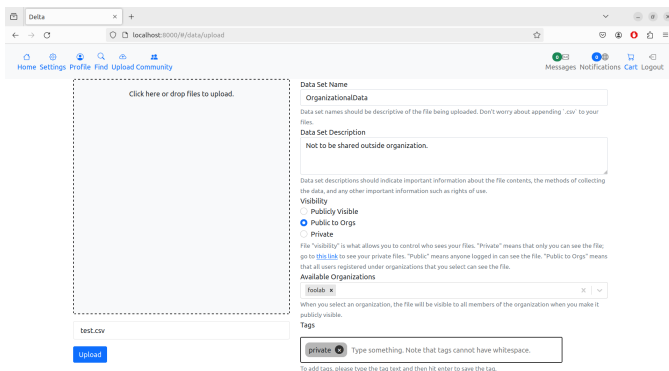 Delta
localhost:8000/#/data/upload
Home Settings Profile Find Upload Community
0 0
Messages Notifications Cart Logout
Click here or drop files to upload.
test.csv
Upload
Data Set Name
OrganizationalData
Data set names should be descriptive of the file being uploaded. Don't worry about appending `.csv` to your
files.
Data Set Description
Not to be shared outside organization.
Data set descriptions should indicate important information about the file contents, the methods of collecting
the data, and any other important information such as rights of use.
Visibility
Publicly Visible
Public to Orgs
Private
File "visibility" is what allows you to control who sees your files. "Private" means that only you can see the file;
go to this link to see your private files. "Public" means anyone logged in can see the file. "Public to Orgs" means
that all users registered under organizations that you select can see the file.
Available Organizations
foolab
When you select an organization, the file will be visible to all members of the organization when you make it
publicly visible.
Tags
private Type something. Note that tags cannot have whitespace.
To add tags, please type the tag text and then hit enter to save the tag.